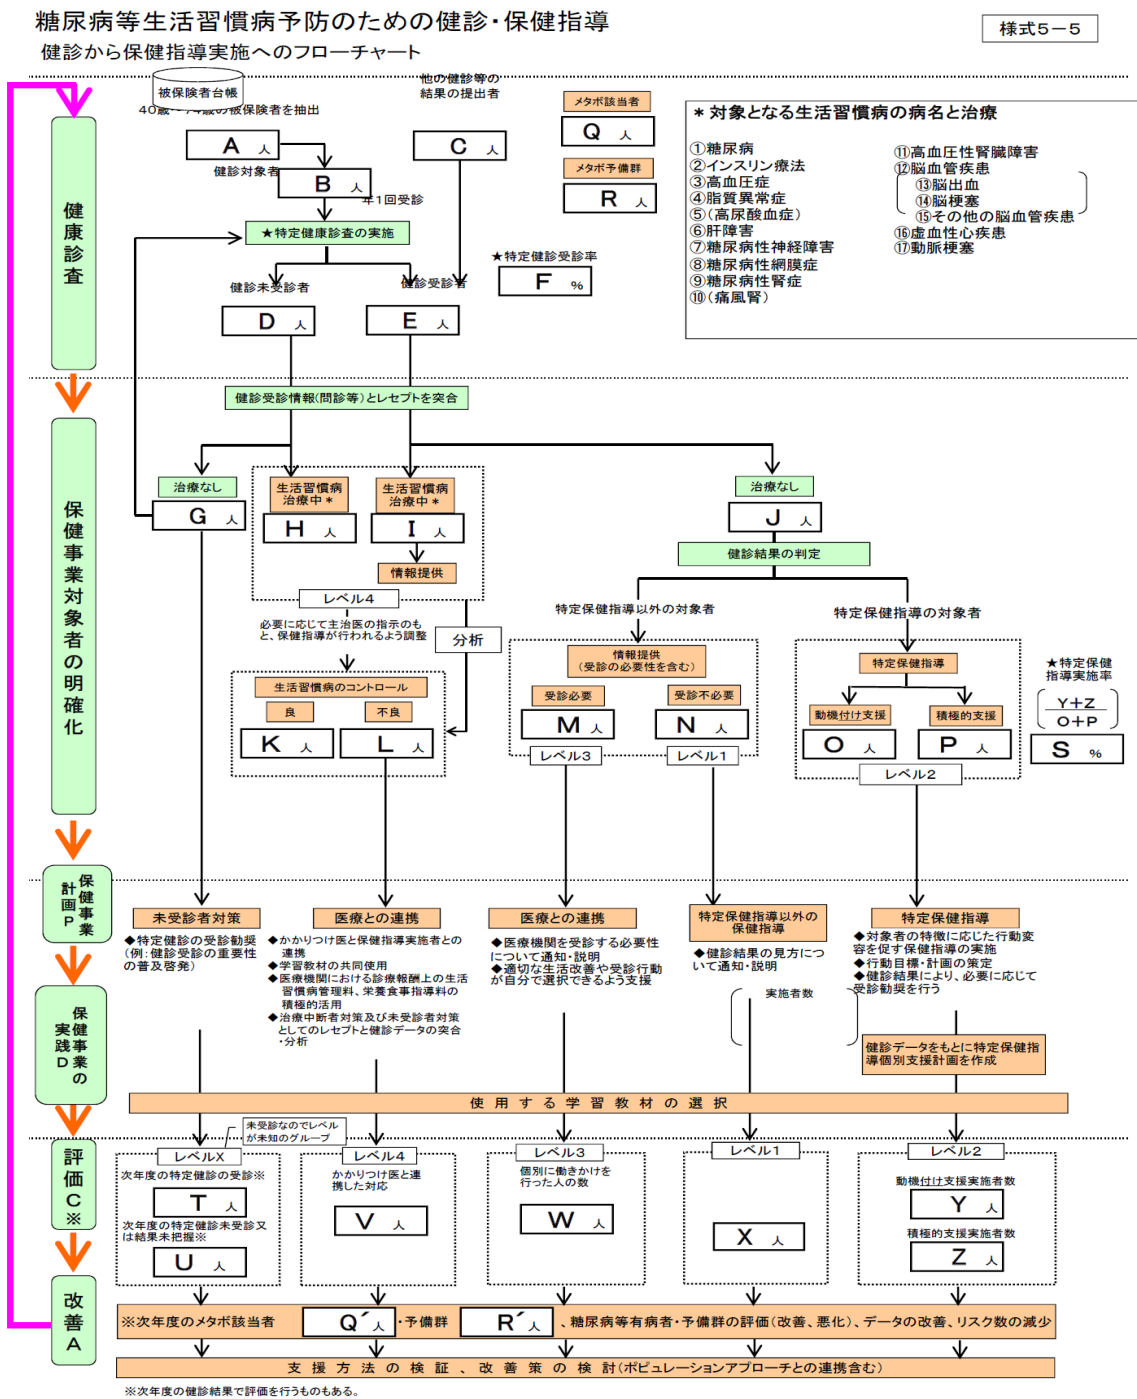 糖尿病等生活習慣病予防のための健診・保健指導
様式5-5
健診から保健指導実施へのフローチャート
被保険者台帳
40歳~74歳の被保険者を抽出
他の健診等の
結果の提出者
A 人
健診対象者
B 人
年1回受診
C 人
メタボ該当者
Q 人
メタボ予備群
R 人
*対象となる生活習慣病の病名と治療
①糖尿病
②インスリン療法
③高血圧症
④脂質異常症
⑤(高尿酸血症)
⑥肝障害
⑦糖尿病性神経障害
⑧糖尿病性網膜症
⑨糖尿病性腎症
⑩(痛風腎)
⑪高血圧性腎臓障害
⑫脳血管疾患
⑬脳出血
⑭脳梗塞
⑮その他の脳血管疾患
⑯虚血性心疾患
⑰動脈梗塞
健康診査
★特定健康診査の実施
★特定健診受診率
F %
健診未受診者
D 人
健診受診者
E 人
健診受診情報(問診等)とレセプトを突合
保健事業対象者の明確化
治療なし
G 人
生活習慣病
治療中*
H 人
生活習慣病
治療中*
I 人
情報提供
レベル4
治療なし
J 人
健診結果の判定
必要に応じて主治医の指示のも
と、保健指導が行われるよう調整
分析
生活習慣病のコントロール
良
不良
K 人
L 人
特定保健指導以外の対象者
情報提供
(受診の必要性を含む)
受診必要
受診不必要
M 人
N 人
レベル3
レベル1
特定保健指導の対象者
特定保健指導
動機付け支援
積極的支援
O 人
P 人
レベル2
★特定保健
指導実施率
Y+Z
O+P
S %
保健事業
計画P
未受診者対策
◆特定健診の受診勧奨
(例:健診受診の重要性
の普及啓発)
医療との連携
◆かかりつけ医と保健指導実施者との
連携
◆学習教材の共同使用
◆医療機関における診療報酬上の生活
習慣病管理料、栄養食事指導料の
積極的活用
◆治療中断者対策及び未受診者対策
としてのレセプトと健診データの突合
・分析
医療との連携
◆医療機関を受診する必要性
について通知・説明
◆適切な生活改善や受診行動
が自分で選択できるよう支援
特定保健指導以外の
保健指導
◆健診結果の見方につ
いて通知・説明
実施者数
特定保健指導
◆対象者の特徴に応じた行動変
容を促す保健指導の実施
◆行動目標・計画の策定
◆健診結果により、必要に応じて
受診勧奨を行う
健診データをもとに特定保健指
導個別支援計画を作成
保健事業の
実践D
使用する学習教材の選択
評価C※
未受診なのでレベル
が未知のグループ
レベルX
次年度の特定健診の受診※
T 人
次年度の特定健診未受診又
は結果未把握※
U 人
レベル4
かかりつけ医と連
携した対応
V 人
レベル3
個別に働きかけを
行った人の数
W 人
レベル1
X 人
レベル2
動機付け支援実施者数
Y 人
積極的支援実施者数
Z 人
改善A
※次年度のメタボ該当者 Q´人 ・予備群 R´人 、糖尿病等有病者・予備群の評価(改善、悪化)、データの改善、リスク数の減少
支援方法の検証、改善策の検討(ポピュレーションアプローチとの連携含む)
※次年度の健診結果で評価を行うものもある。